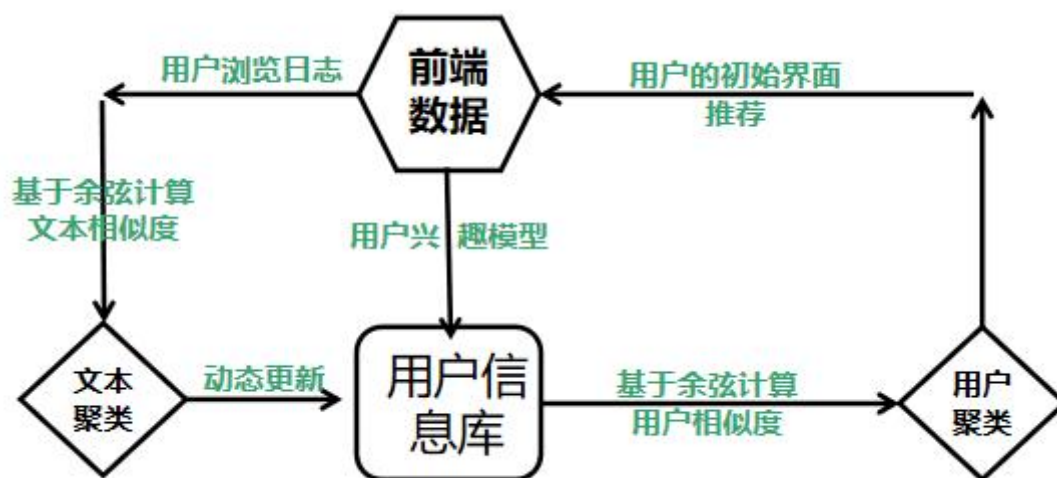 用户浏览日志
前端
数据
用户的初始界面
推荐
基于余弦计算
文本相似度
用户兴 趣模型
文本
聚类
动态更新
用户信
息库
基于余弦计算
用户相似度
用户
聚类